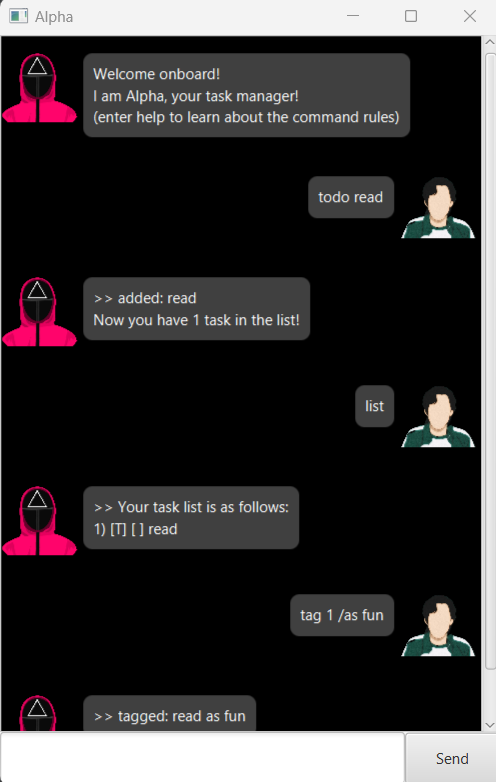 Alpha
Welcome onboard!
I am Alpha, your task manager!
(enter help to learn about the command rules)
todo read
>> added: read
Now you have 1 task in the list!
list
>> Your task list is as follows:
1) [T] [ ] read
tag 1 /as fun
>> tagged: read as fun
Send